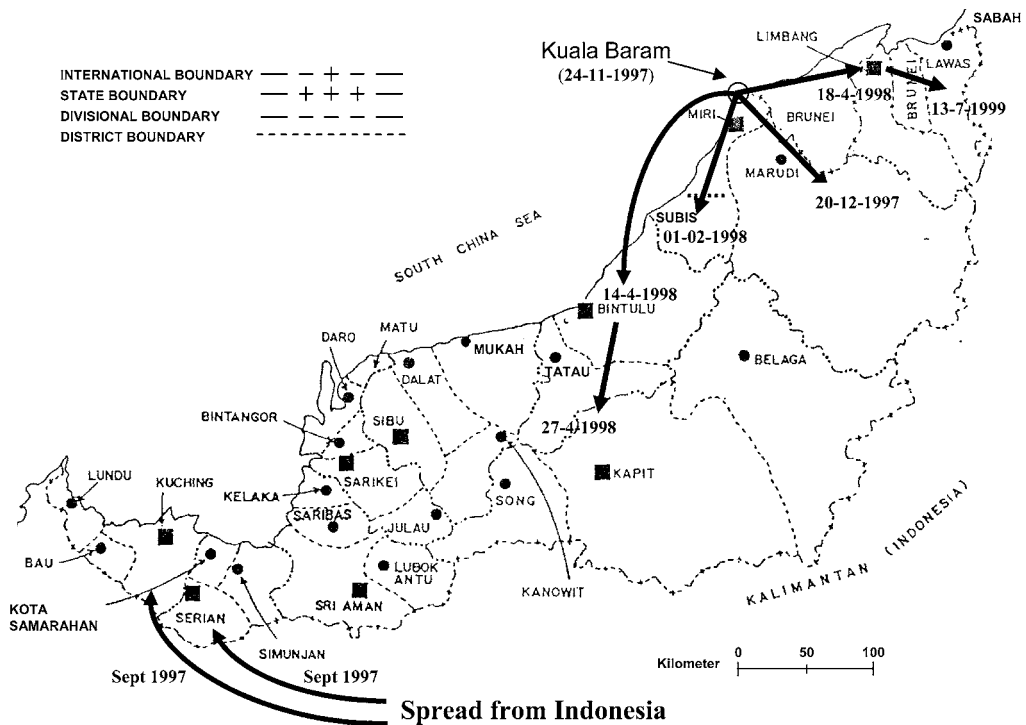 SABAH
LIMBANG
Kuala Baram
LAWAS
(24-11-1997)
INTERNATIONAL BOUNDARY
STATE BOUNDARY
DIVISIONAL BOUNDARY
DISTRICT BOUNDARY
18-4-1998
BRUNEI
13-7-1999
MIRI
BRUNEI
MARUDI
20-12-1997
SUBIS
01-02-1998
SOUTH CHINA SEA
14-4-1998
BINTULU
MATU
DARO
MUKAH
TATAU
BELAGA
DALAT
BINTANGOR
SIBU
27-4-1998
LUNDU
KUCHING
SARIKEI
KAPIT
KELAKA
SONG
SARIBAS
JULAU
BAU
LUBOK
ANTU
KANOWIT
KALIMANTAN (INDONESIA)
KOTA
SAMARAHAN
SERIAN
SRI AMAN
SIMUNJAN
Kilometer
0 50 100
Sept 1997
Sept 1997
Spread from Indonesia